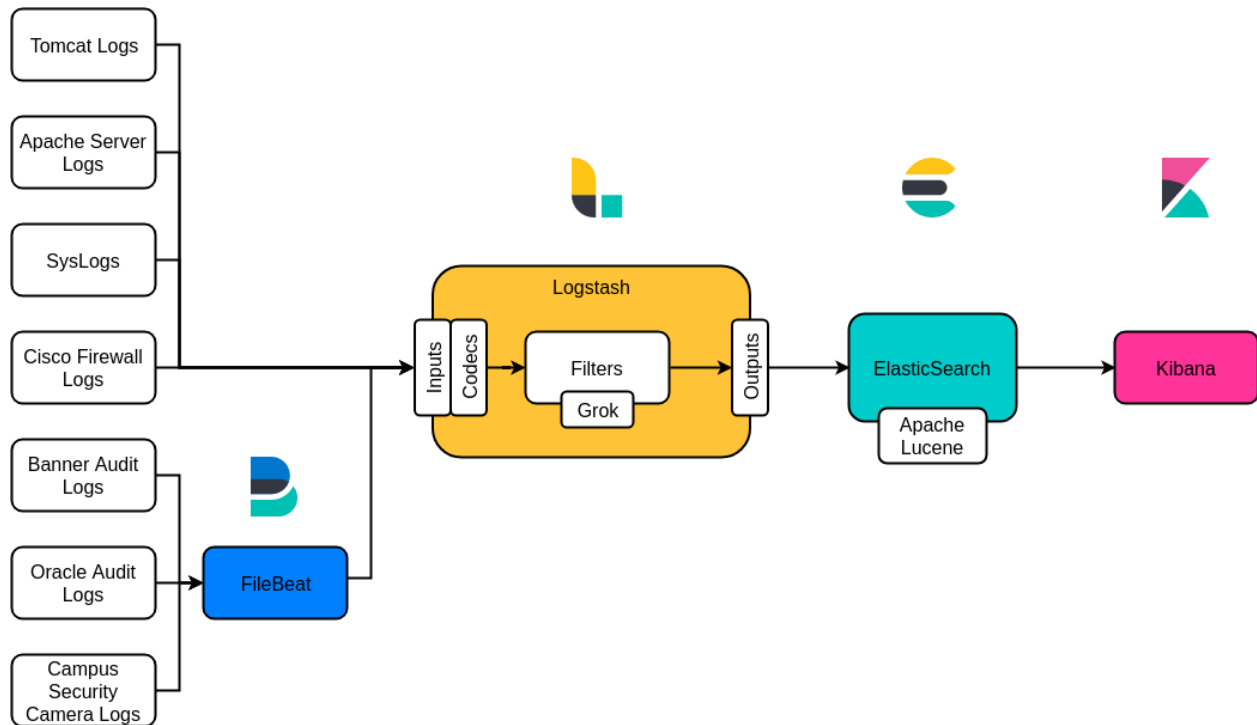 Tomcat Logs
Apache Server
Logs
SysLogs
Cisco Firewall
Logs
Banner Audit
Logs
Oracle Audit
Logs
Campus
Security
Camera Logs
FileBeat
Logstash
Inputs
Codecs
Filters
Grok
Outputs
ElasticSearch
Apache
Lucene
Kibana